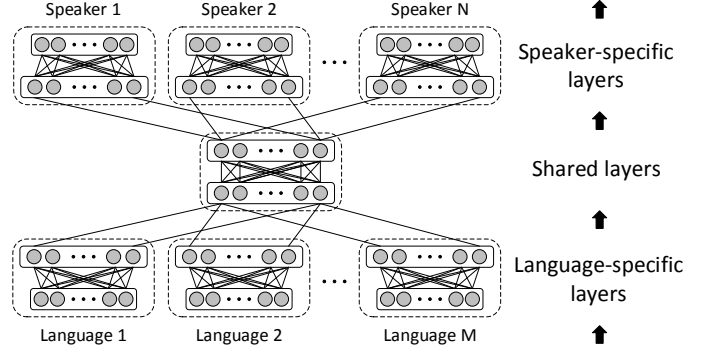 Speaker 1
Speaker 2
Speaker N
Speaker-specific
layers
Shared layers
Language-specific
layers
Language 1
Language 2
Language M